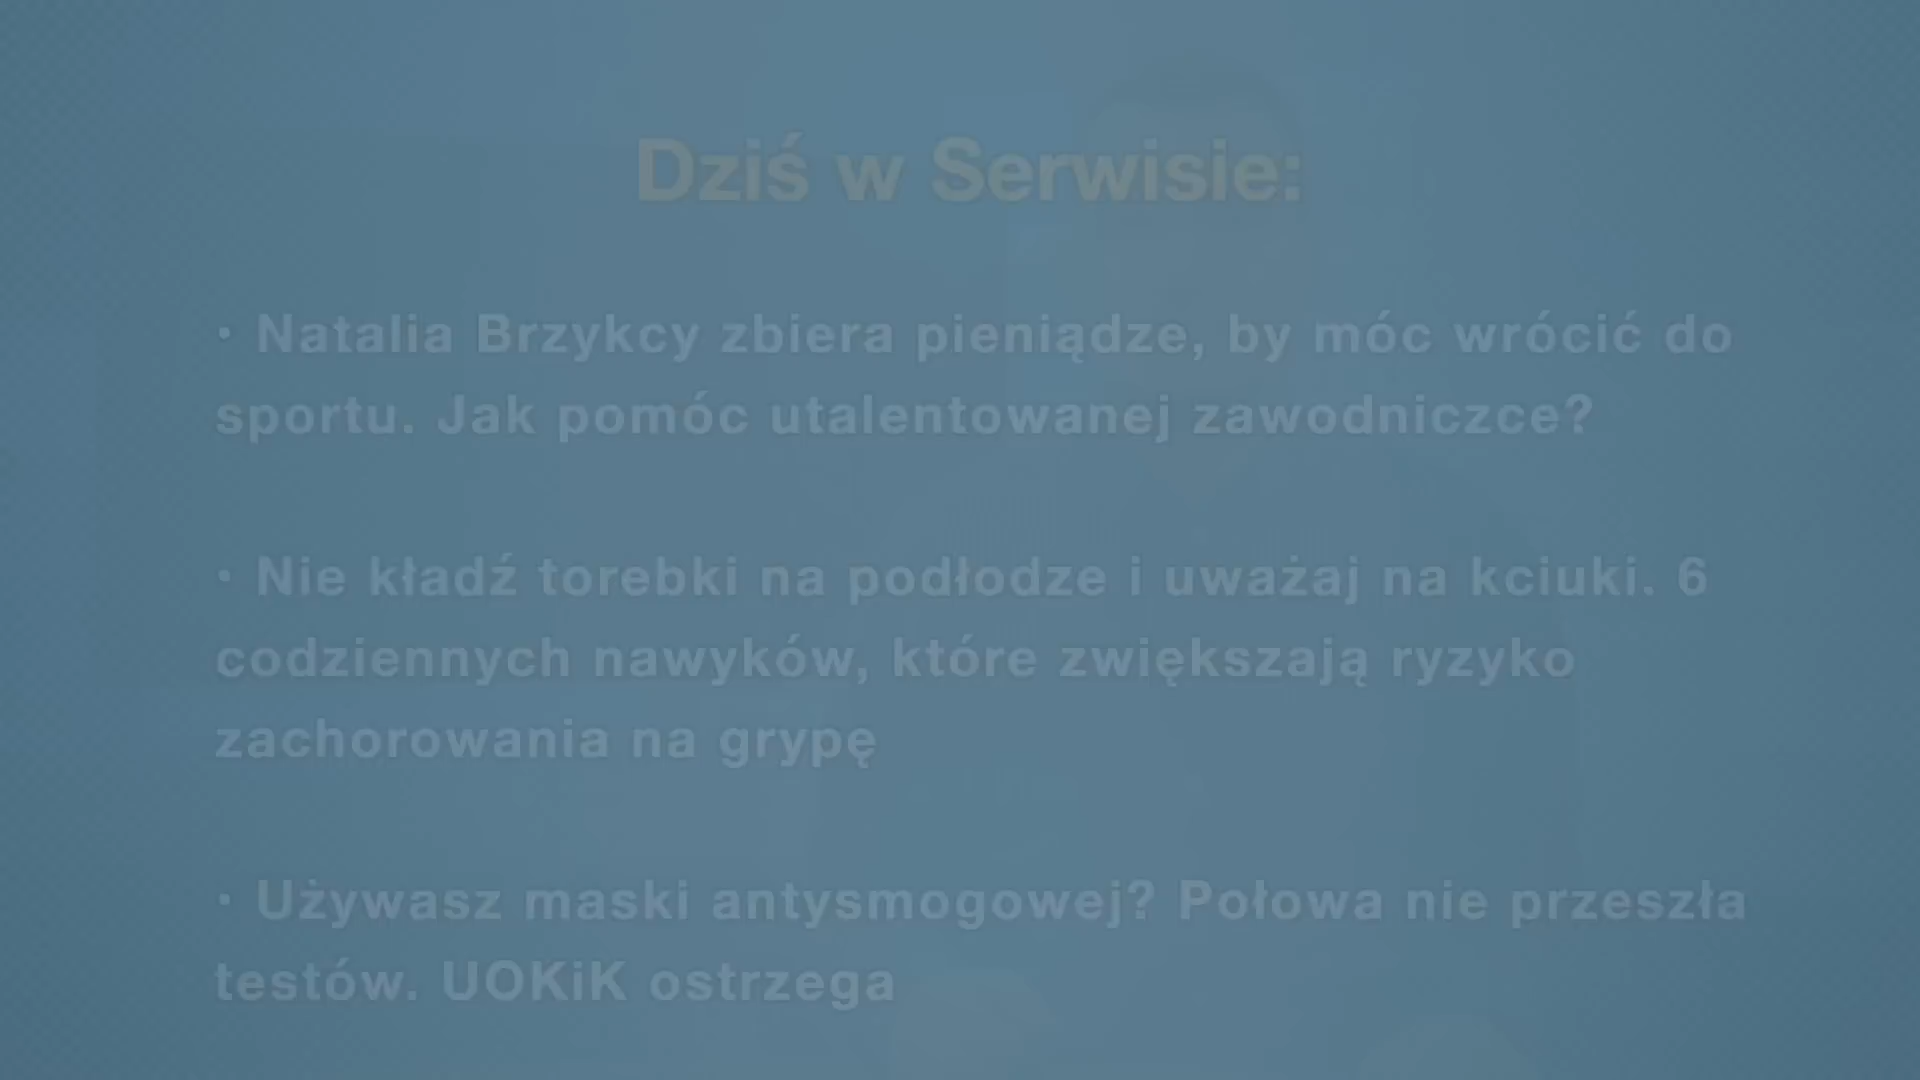 Dziś w Serwisie:
· Natalia Brzykcy zbiera pieniądze, by móc wrócić do
sportu. Jak pomóc utalentowanej zawodniczce?
· Nie kładź torebki na podłodze i uważaj na kciuki. 6
codziennych nawyków, które zwiększają ryzyko
zachorowania na grypę
· Używasz maski antysmogowej? Połowa nie przeszła
testów. UOKiK ostrzega